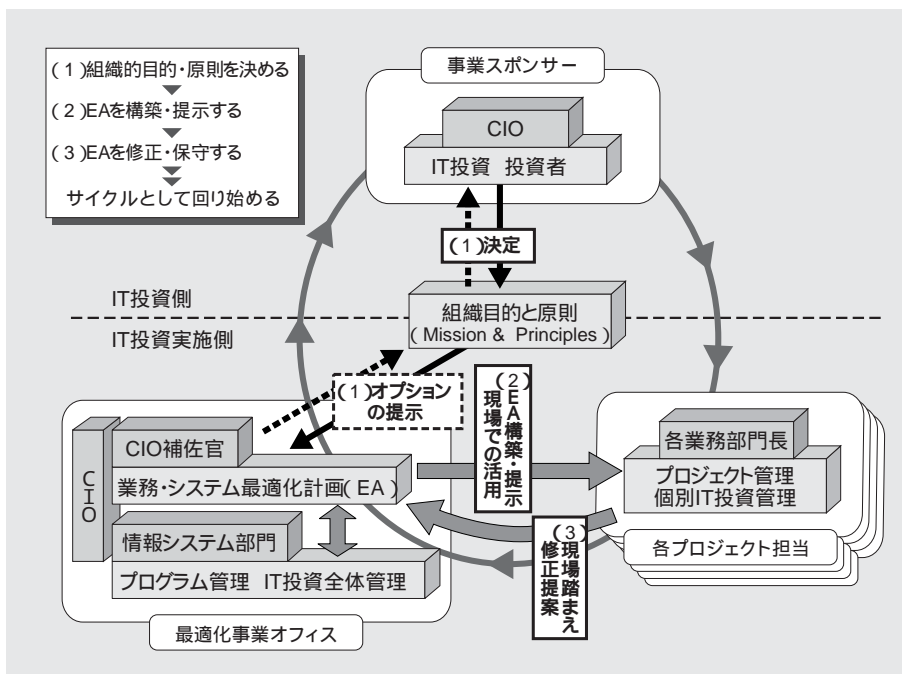 (1)組織的目的・原則を決める
(2)EAを構築・提示する
(3)EAを修正・保守する
サイクルとして回り始める
事業スポンサー
CIO
IT投資 投資者
(1)決定
IT投資側
IT投資実施側
組織目的と原則
(Mission & Principles)
(1)オプション
の提示
(2)EA構築・提示
現場での活用
CIO
CIO補佐官
業務・システム最適化計画(EA)
情報システム部門
プログラム管理 IT投資全体管理
最適化事業オフィス
各業務部門長
プロジェクト管理
個別IT投資管理
各プロジェクト担当
(3)現場踏まえ
修正提案